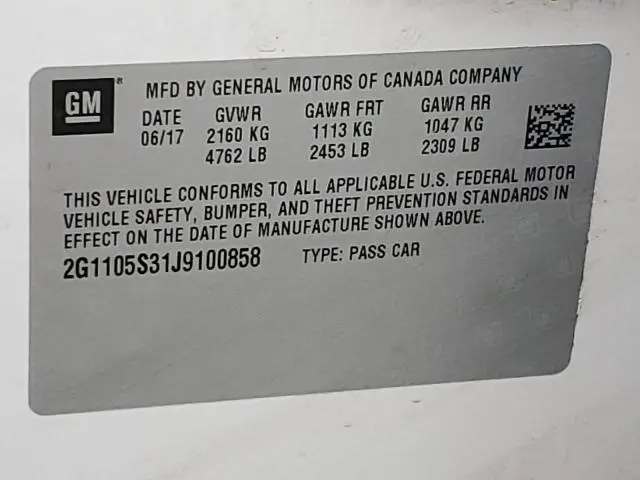 GM ®
MFD BY GENERAL MOTORS OF CANADA COMPANY
DATE GVWR GAWR FRT GAWR RR
06/17 2160 KG 1113 KG 1047 KG
4762 LB 2453 LB 2309 LB
THIS VEHICLE CONFORMS TO ALL APPLICABLE U.S. FEDERAL MOTOR
VEHICLE SAFETY, BUMPER, AND THEFT PREVENTION STANDARDS IN
EFFECT ON THE DATE OF MANUFACTURE SHOWN ABOVE.
2G1105S31J9100858 TYPE: PASS CAR